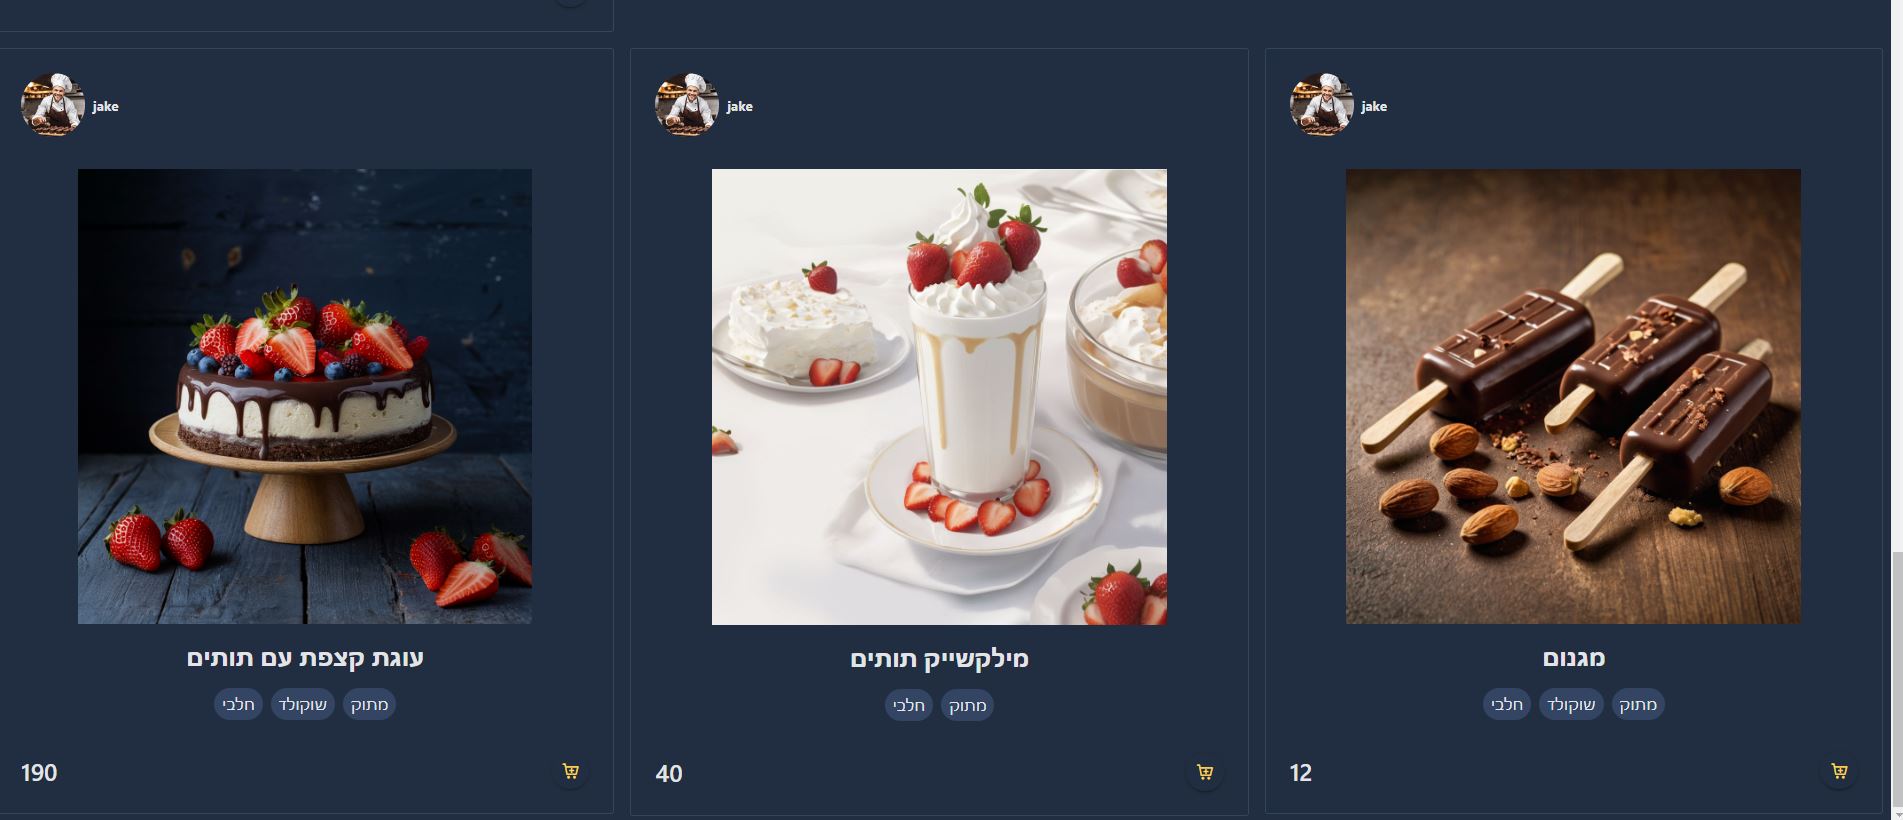 jake
עוגת קצפת עם תותים
מתוק שוקולד חלבי
190
jake
מילקשייק תותים
מתוק חלבי
40
jake
מגנום
מתוק שוקולד חלבי
12